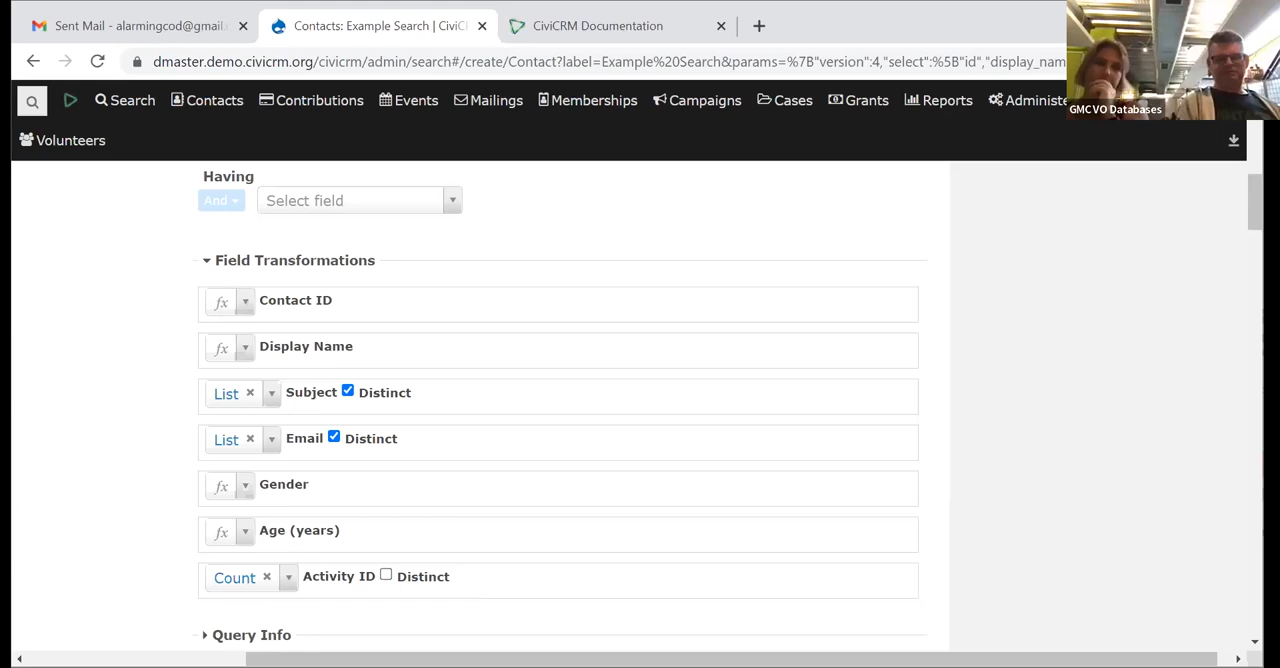 Sent Mail - alarmingcod@gmail.
Contacts: Example Search | CiviC
CiviCRM Documentation
dmaster.demo.civicrm.org/civicrm/admin/search#/create/Contact?label=Example%20Search&params=%7B"version":4,"select":%5B"id","display_nam
GMCVO Databases
Search Contacts Contributions Events Mailings Memberships Campaigns Cases Grants Reports Administe
Volunteers
Having
And
Select field
Field Transformations
fx Contact ID
fx Display Name
List Subject Distinct
List Email Distinct
fx Gender
fx Age (years)
Count Activity ID Distinct
Query Info